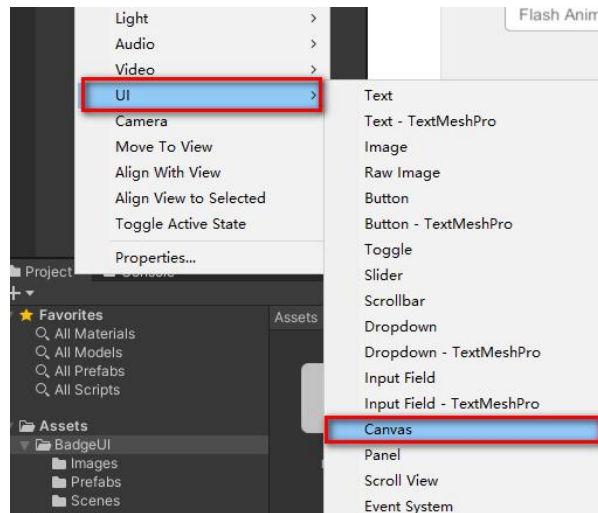 Light
Audio
Video
UI
Camera
Move To View
Align With View
Align View to Selected
Toggle Active State
Properties...
Flash Anim
Text
Text - TextMeshPro
Image
Raw Image
Button
Button - TextMeshPro
Toggle
Slider
Scrollbar
Dropdown
Dropdown - TextMeshPro
Input Field
Input Field - TextMeshPro
Canvas
Panel
Scroll View
Event System
Project
Favorites
All Materials
All Models
All Prefabs
All Scripts
Assets
BadgeUI
Images
Prefabs
Scenes
Assets